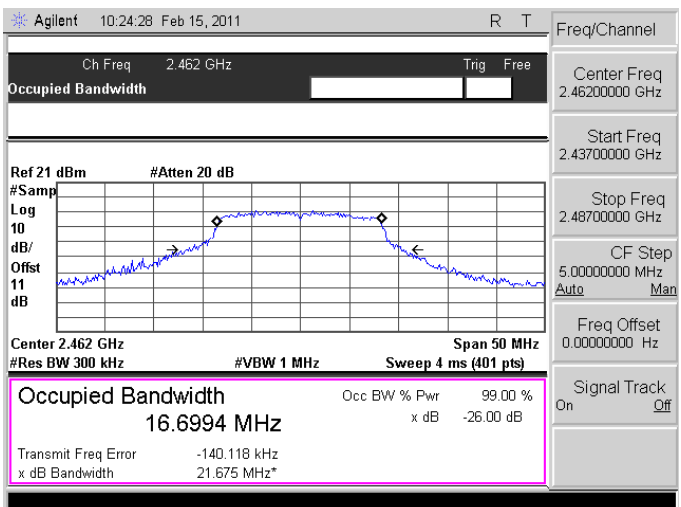 Agilent 10:24:28 Feb 15, 2011 R T
Freq/Channel
Ch Freq 2.462 GHz Trig Free
Occupied Bandwidth
Center Freq
2.46200000 GHz
Start Freq
2.43700000 GHz
Stop Freq
2.48700000 GHz
CF Step
5.00000000 MHz
Auto Man
Freq Offset
0.00000000 Hz
Signal Track
On Off
Ref 21 dBm #Atten 20 dB
#Samp
Log
10
dB/
Offst
11
dB
Center 2.462 GHz Span 50 MHz
#Res BW 300 kHz #VBW 1 MHz Sweep 4 ms (401 pts)
Occupied Bandwidth
16.6994 MHz
Occ BW % Pwr 99.00 %
x dB -26.00 dB
Transmit Freq Error -140.118 kHz
x dB Bandwidth 21.675 MHz*